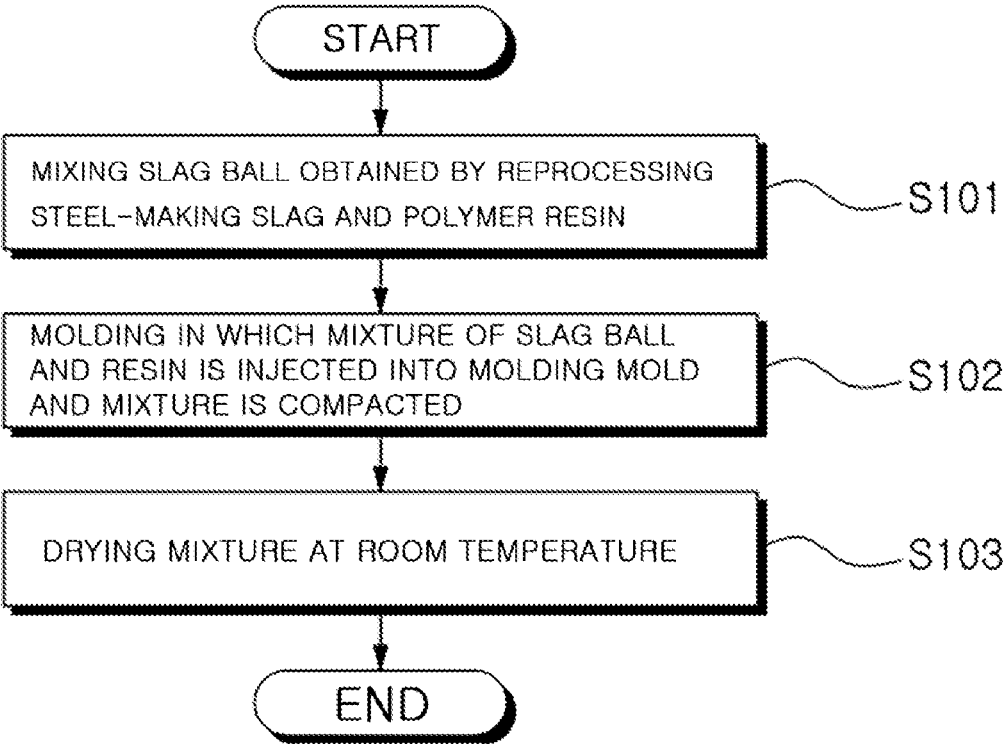 START
MIXING SLAG BALL OBTAINED BY REPROCESSING
STEEL-MAKING SLAG AND POLYMER RESIN
S101
MOLDING IN WHICH MIXTURE OF SLAG BALL
AND RESIN IS INJECTED INTO MOLDING MOLD
AND MIXTURE IS COMPACTED
S102
DRYING MIXTURE AT ROOM TEMPERATURE
S103
END